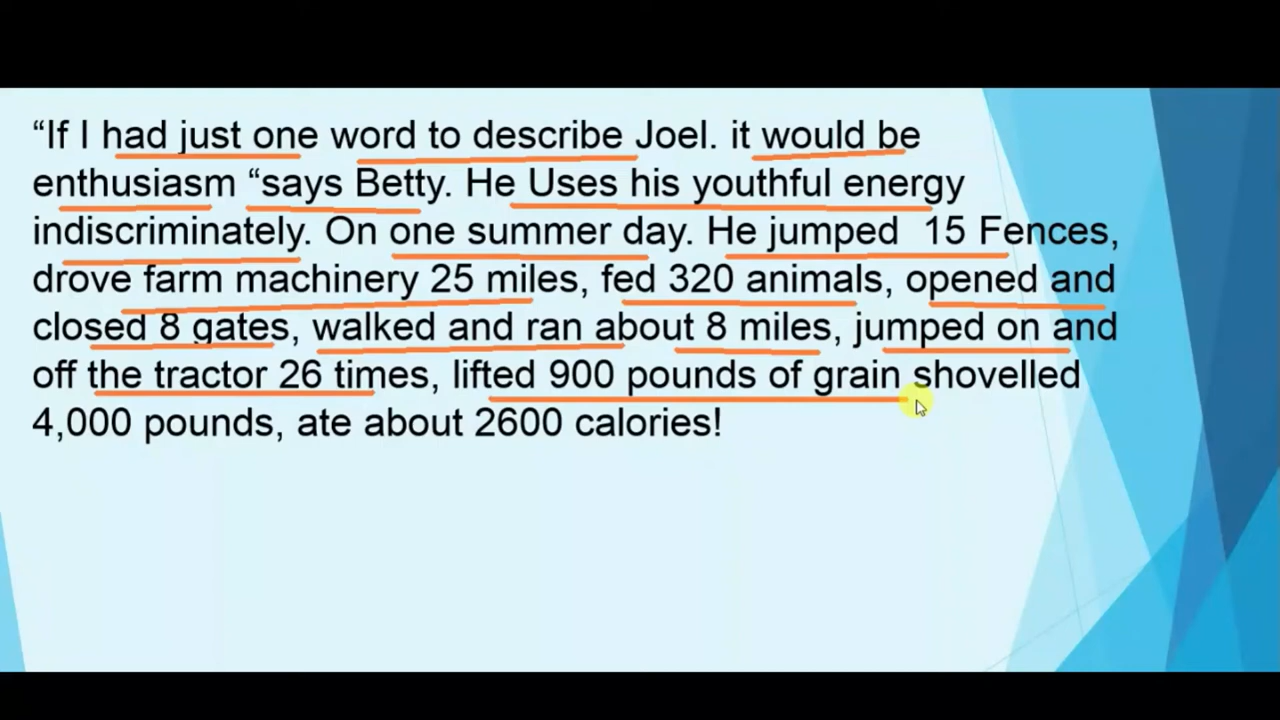 “If I had just one word to describe Joel. it would be
enthusiasm “says Betty. He Uses his youthful energy
indiscriminately. On one summer day. He jumped  15 Fences,
drove farm machinery 25 miles, fed 320 animals, opened and
closed 8 gates, walked and ran about 8 miles, jumped on and
off the tractor 26 times, lifted 900 pounds of grain shovelled
4,000 pounds, ate about 2600 calories!